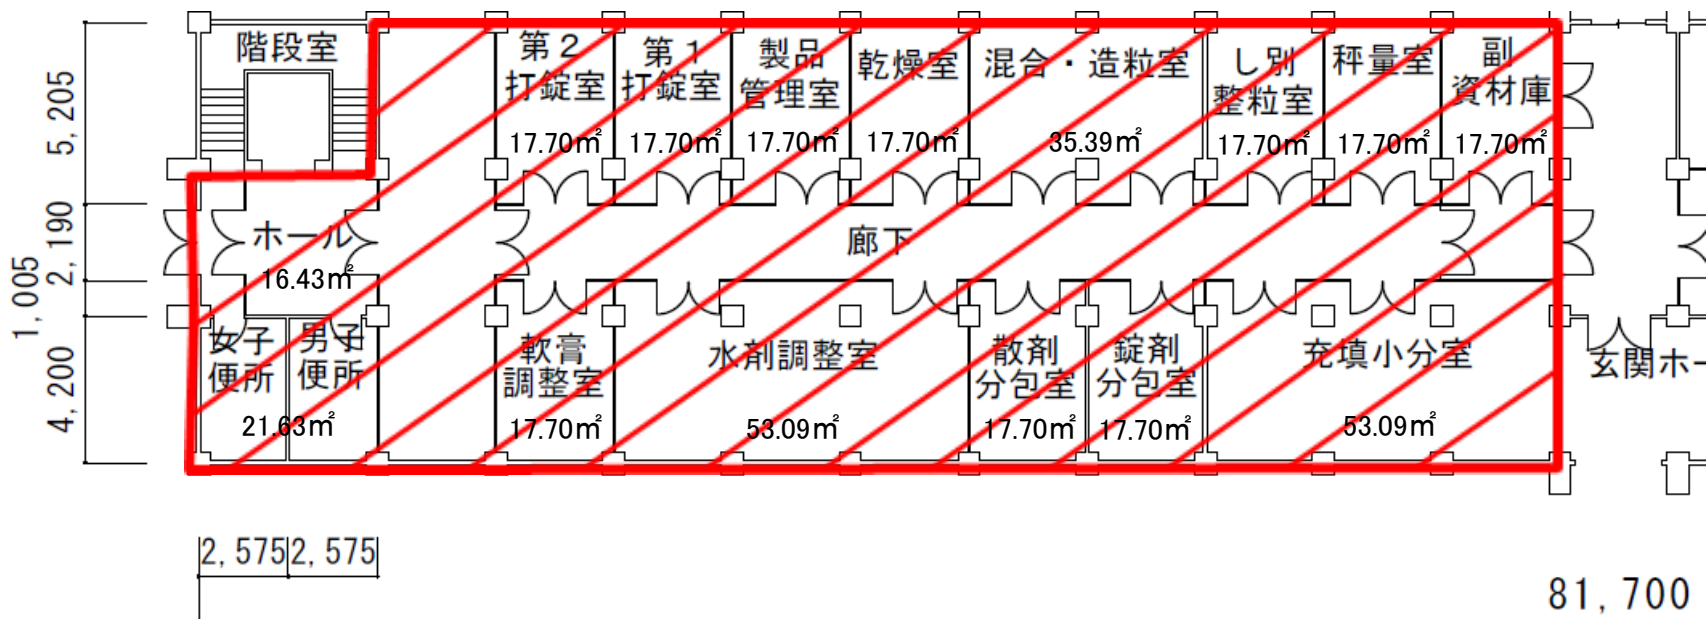 階段室
第2
打錠室
17.70㎡
第1
打錠室
17.70㎡
製品
管理室
17.70㎡
乾燥室
17.70㎡
混合・造粒室
35.39㎡
し別
整粒室
17.70㎡
秤量室
17.70㎡
副
資材庫
17.70㎡
5,205
2,190
1,005
4,200
ホール
16.43㎡
廊下
女子
便所
男子
便所
21.63㎡
軟膏
調整室
17.70㎡
水剤調整室
53.09㎡
散剤
分包室
17.70㎡
錠剤
分包室
17.70㎡
充填小分室
53.09㎡
玄関ホー
2,575
2,575
81,700